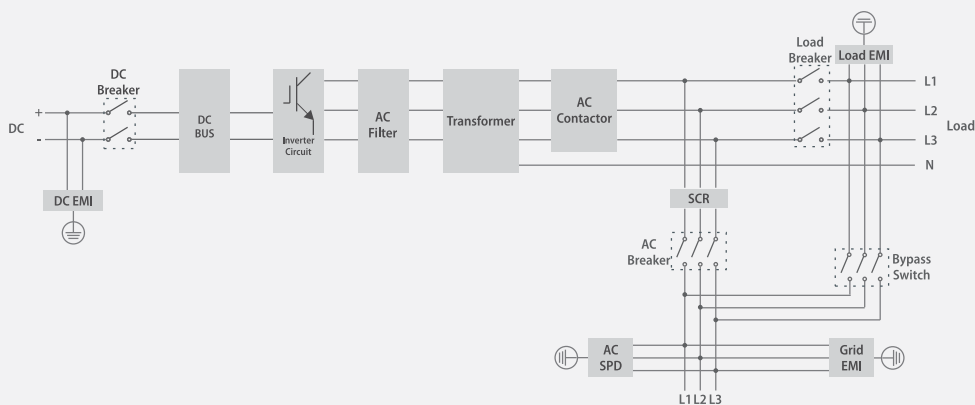 DC
+
-
DC
Breaker
DC EMI
DC
BUS
Inverter
Circuit
AC
Filter
Transformer
AC
Contactor
Load
Breaker
Load EMI
L1
L2
L3
N
Load
SCR
AC
Breaker
Bypass
Switch
AC
SPD
Grid
EMI
L1 L2 L3